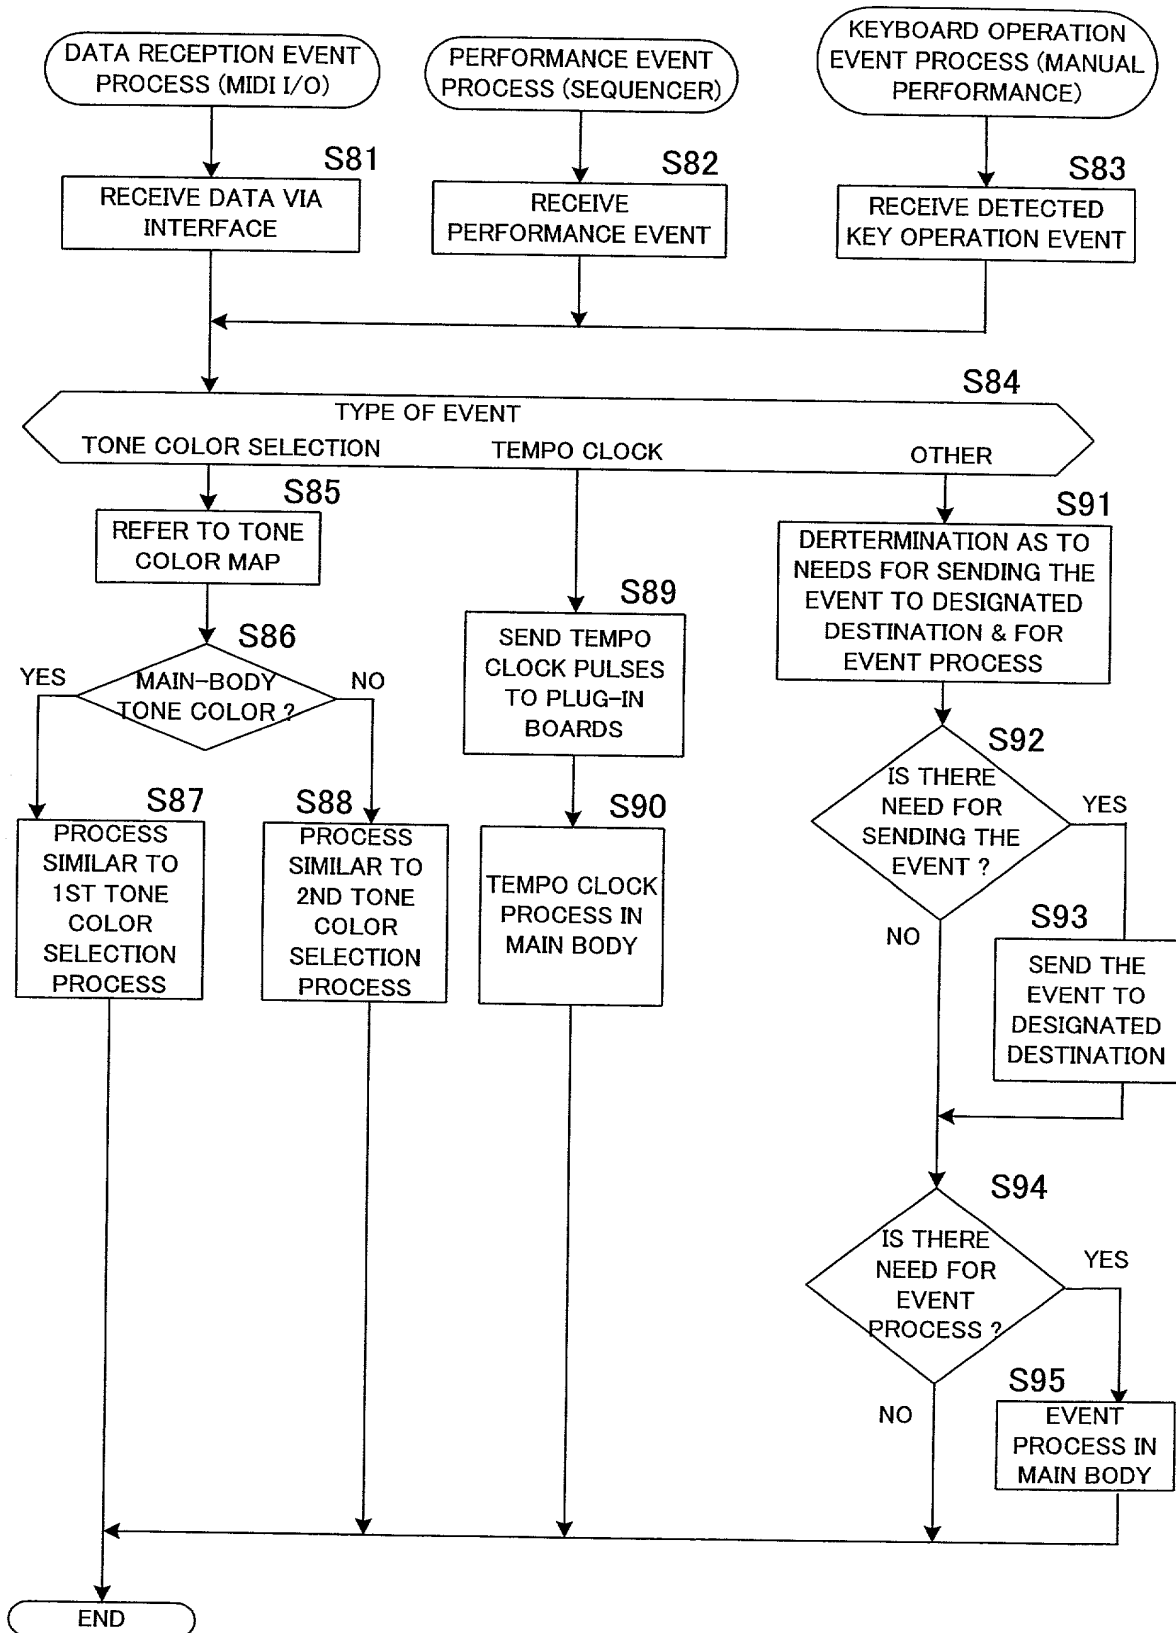 DATA RECEPTION EVENT
PROCESS (MIDI I/O)
PERFORMANCE EVENT
PROCESS (SEQUENCER)
KEYBOARD OPERATION
EVENT PROCESS (MANUAL
PERFORMANCE)
S81
RECEIVE DATA VIA
INTERFACE
S82
RECEIVE
PERFORMANCE EVENT
S83
RECEIVE DETECTED
KEY OPERATION EVENT
S84
TYPE OF EVENT
TONE COLOR SELECTION
TEMPO CLOCK
OTHER
S85
REFER TO TONE
COLOR MAP
S86
YES
MAIN-BODY
TONE COLOR ?
NO
S87
PROCESS
SIMILAR TO
1ST TONE
COLOR
SELECTION
PROCESS
S88
PROCESS
SIMILAR TO
2ND TONE
COLOR
SELECTION
PROCESS
S89
SEND TEMPO
CLOCK PULSES
TO PLUG-IN
BOARDS
S90
TEMPO CLOCK
PROCESS IN
MAIN BODY
S91
DERTERMINATION AS TO
NEEDS FOR SENDING THE
EVENT TO DESIGNATED
DESTINATION & FOR
EVENT PROCESS
S92
IS THERE
NEED FOR
SENDING THE
EVENT ?
YES
NO
S93
SEND THE
EVENT TO
DESIGNATED
DESTINATION
S94
IS THERE
NEED FOR
EVENT
PROCESS ?
YES
NO
S95
EVENT
PROCESS IN
MAIN BODY
END